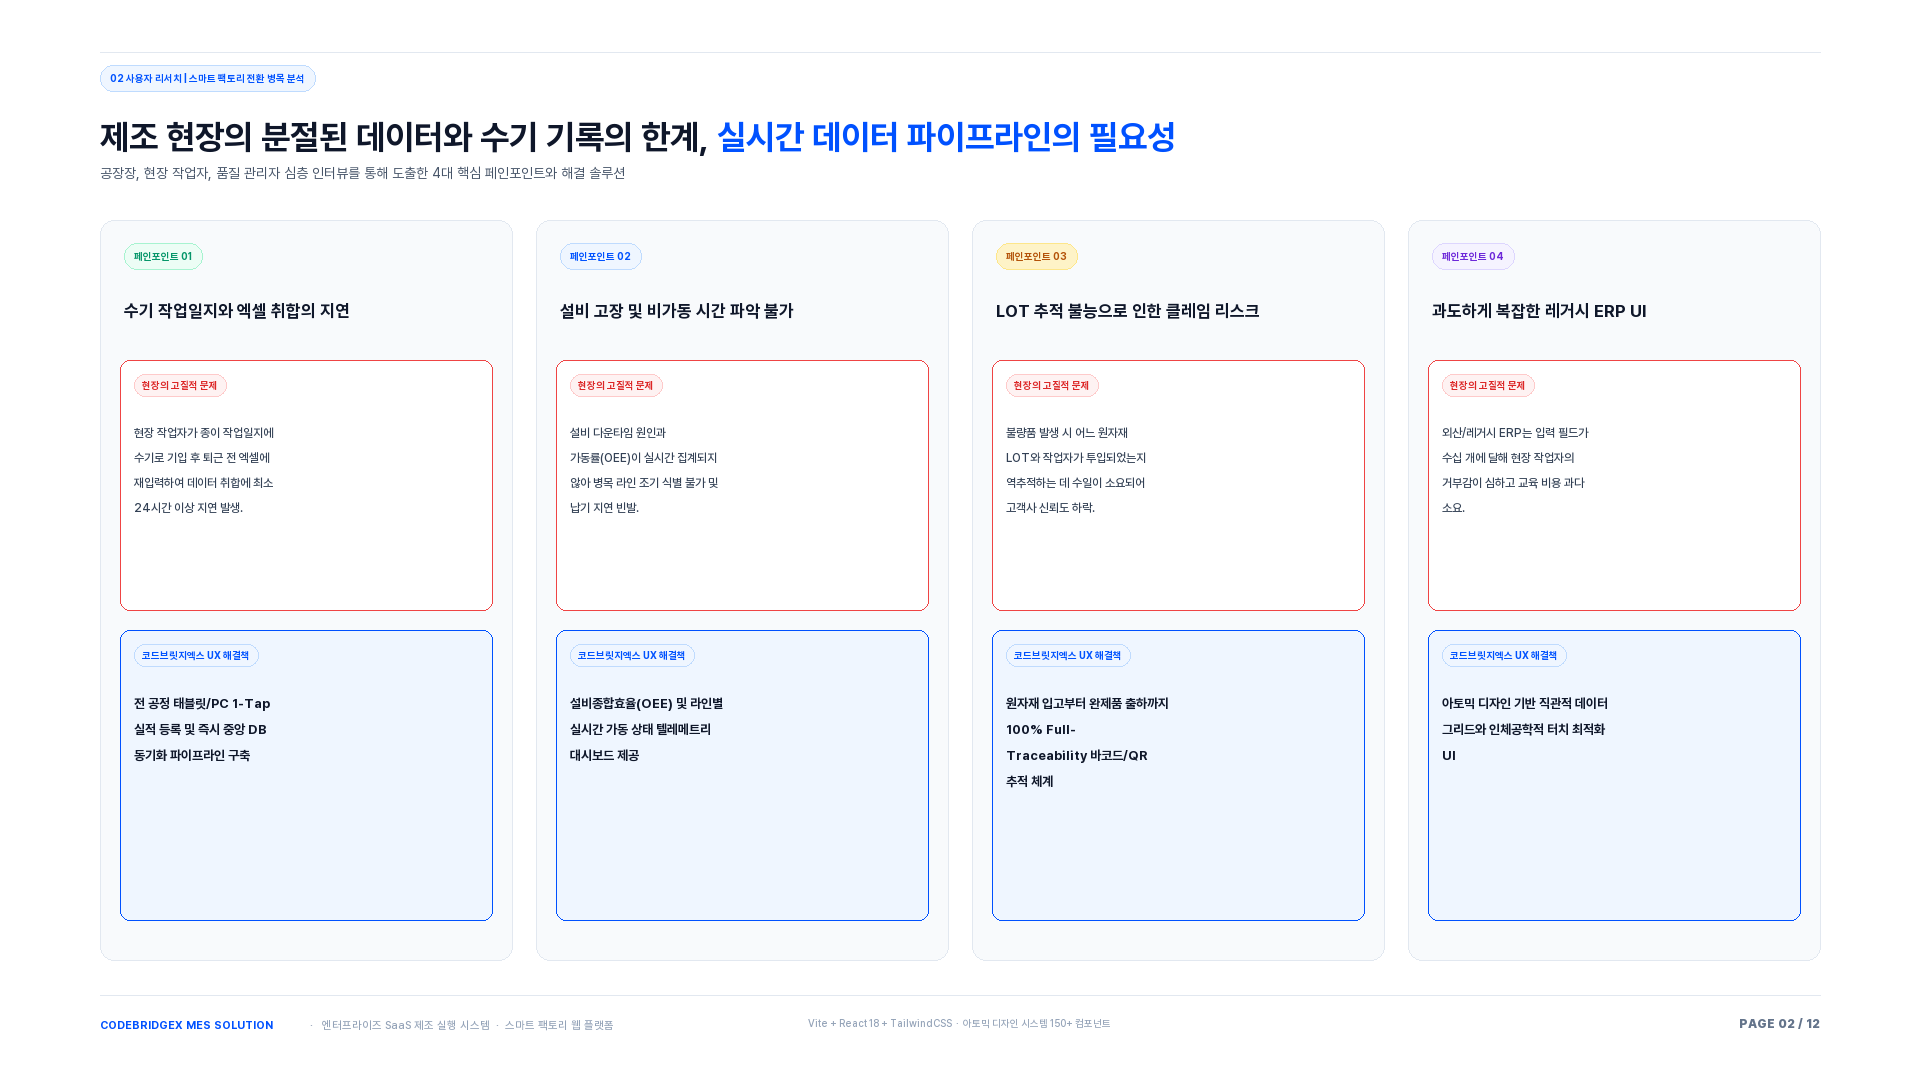 02 사용자 리서치 | 스마트 팩토리 전환 병목 분석
제조 현장의 분절된 데이터와 수기 기록의 한계, 실시간 데이터 파이프라인의 필요성
공장장, 현장 작업자, 품질 관리자 심층 인터뷰를 통해 도출한 4대 핵심 페인포인트와 해결 솔루션
페인포인트 01
수기 작업일지와 엑셀 취합의 지연
현장의 고질적 문제
현장 작업자가 종이 작업일지에
수기로 기입 후 퇴근 전 엑셀에
재입력하여 데이터 취합에 최소
24시간 이상 지연 발생.
코드브릿지엑스 UX 해결책
전 공정 태블릿/PC 1-Tap
실적 등록 및 즉시 중앙 DB
동기화 파이프라인 구축
페인포인트 02
설비 고장 및 비가동 시간 파악 불가
현장의 고질적 문제
설비 다운타임 원인과
가동률(OEE)이 실시간 집계되지
않아 병목 라인 조기 식별 불가 및
납기 지연 빈발.
코드브릿지엑스 UX 해결책
설비종합효율(OEE) 및 라인별
실시간 가동 상태 텔레메트리
대시보드 제공
페인포인트 03
LOT 추적 불능으로 인한 클레임 리스크
현장의 고질적 문제
불량품 발생 시 어느 원자재
LOT와 작업자가 투입되었는지
역추적하는 데 수일이 소요되어
고객사 신뢰도 하락.
코드브릿지엑스 UX 해결책
원자재 입고부터 완제품 출하까지
100% Full-
Traceability 바코드/QR
추적 체계
페인포인트 04
과도하게 복잡한 레거시 ERP UI
현장의 고질적 문제
외산/레거시 ERP는 입력 필드가
수십 개에 달해 현장 작업자의
거부감이 심하고 교육 비용 과다
소요.
코드브릿지엑스 UX 해결책
아토믹 디자인 기반 직관적 데이터
그리드와 인체공학적 터치 최적화
UI
CODEBRIDGEX MES SOLUTION · 엔터프라이즈 SaaS 제조 실행 시스템 · 스마트 팩토리 웹 플랫폼
Vite + React 18 + TailwindCSS · 아토믹 디자인 시스템 150+ 컴포넌트
PAGE 02 / 12